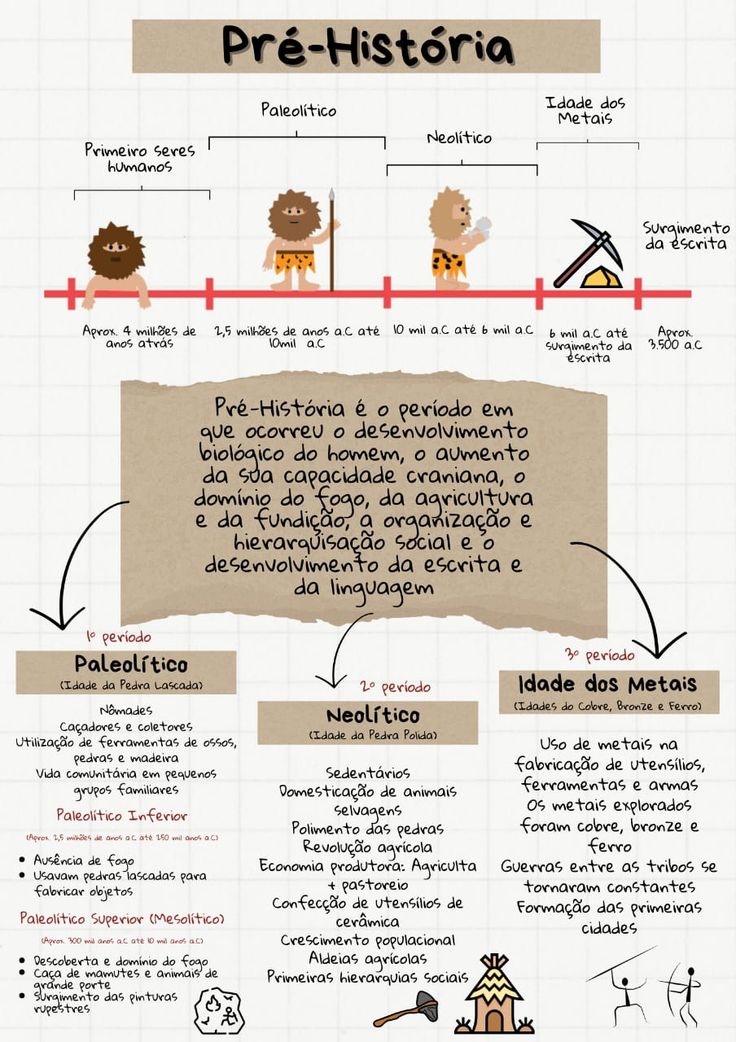 Pré-História
Paleolítico
Idade dos
Metais
Neolítico
Primeiro seres
humanos
Surgimento
da escrita
Aprox. 4 milhões de
anos atrás
2,5 milhões de anos a.C até
10mil a.C
10 mil a.C até 6 mil a.C
6 mil a.C até
surgimento da
escrita
Aprox.
3.500 a.C
Pré-História é o período em
que ocorreu o desenvolvimento
biológico do homem, o aumento
da sua capacidade craniana, o
domínio do fogo, da agricultura
e da fundição, a organização e
hierarquisação social e o
desenvolvimento da escrita e
da linguagem
1º período
Paleolítico
(Idade da Pedra Lascada)
Nômades
Caçadores e coletores
Utilização de ferramentas de ossos,
pedras e madeira
Vida comunitária em pequenos
grupos familiares
Paleolítico Inferior
(Aprox. 2,5 milhões de anos a.C até 250 mil anos a.C)
• Ausência de fogo
• Usavam pedras lascadas para
fabricar objetos
Paleolítico Superior (Mesolítico)
(Aprox. 300 mil anos a.C até 10 mil anos a.C)
• Descoberta e domínio do fogo
• Caça de mamutes e animais de
grande porte
• Surgimento das pinturas
rupestres
2º período
Neolítico
(Idade da Pedra Polida)
Sedentários
Domesticação de animais
selvagens
Polimento das pedras
Revolução agrícola
Economia produtora: Agriculta
+ pastoreio
Confecção de utensílios de
cerâmica
Crescimento populacional
Aldeias agrícolas
Primeiras hierarquias sociais
3º período
Idade dos Metais
(Idades do Cobre, Bronze e Ferro)
Uso de metais na
fabricação de utensílios,
ferramentas e armas
Os metais explorados
foram cobre, bronze e
ferro
Guerras entre as tribos se
tornaram constantes
Formação das primeiras
cidades